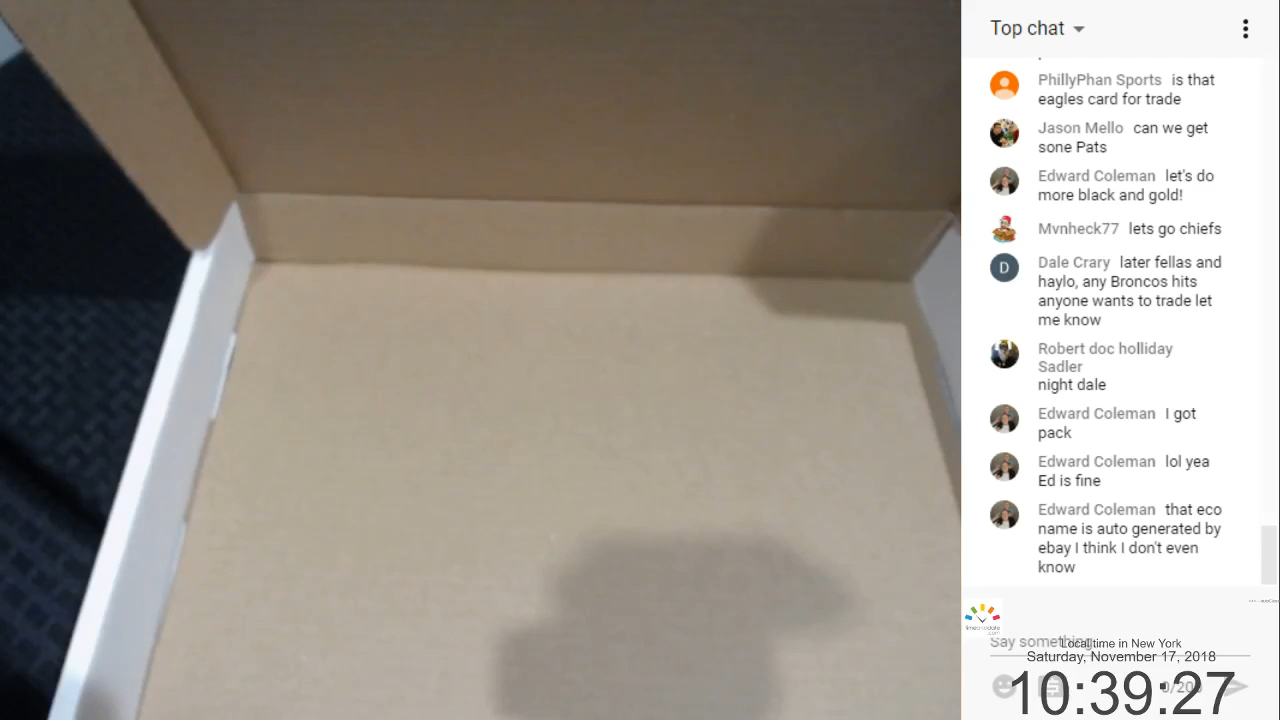 Top chat
PhillyPhan Sports is that
eagles card for trade
Jason Mello can we get
sone Pats
Edward Coleman let's do
more black and gold!
Mvnheck77 lets go chiefs
D
Dale Crary later fellas and
haylo, any Broncos hits
anyone wants to trade let
me know
Robert doc holliday
Sadler
night dale
Edward Coleman I got
pack
Edward Coleman lol yea
Ed is fine
Edward Coleman that eco
name is auto generated by
ebay I think I don't even
know
Say something...
Local time in New York
Saturday, November 17, 2018
10:39:27
0/200